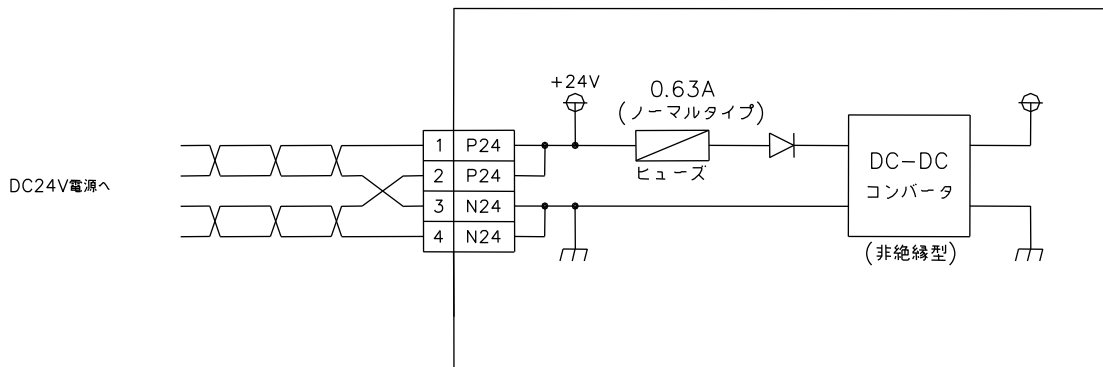 +24V
0.63A
(ノーマルタイプ)
ヒューズ
DC24V電源へ
1 P24
2 P24
3 N24
4 N24
DC-DC
コンバータ
(非絶縁型)